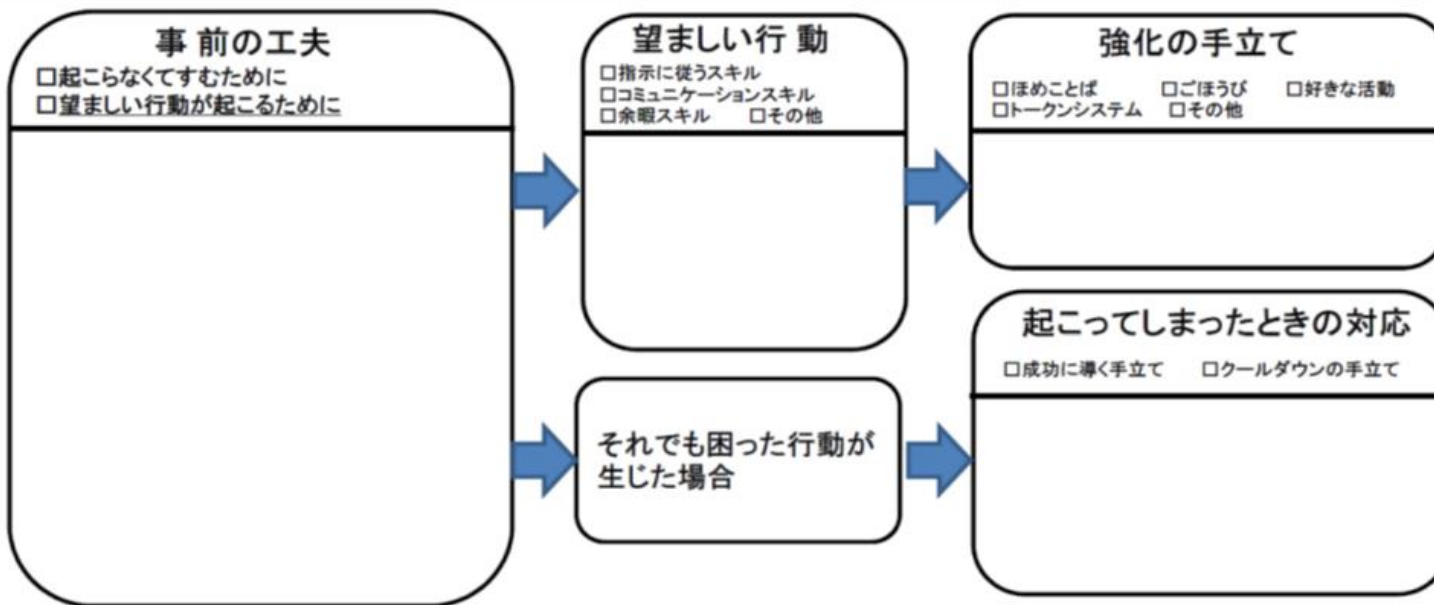 事 前の工夫
□起こらなくてすむために
□望ましい行動が起こるために
望ましい行 動
□指示に従うスキル
□コミュニケーションスキル
□余暇スキル □その他
強化の手立て
□ほめことば □ごほうび □好きな活動
□トークンシステム □その他
それでも困った行動が
生じた場合
起こってしまったときの対応
□成功に導く手立て □クールダウンの手立て